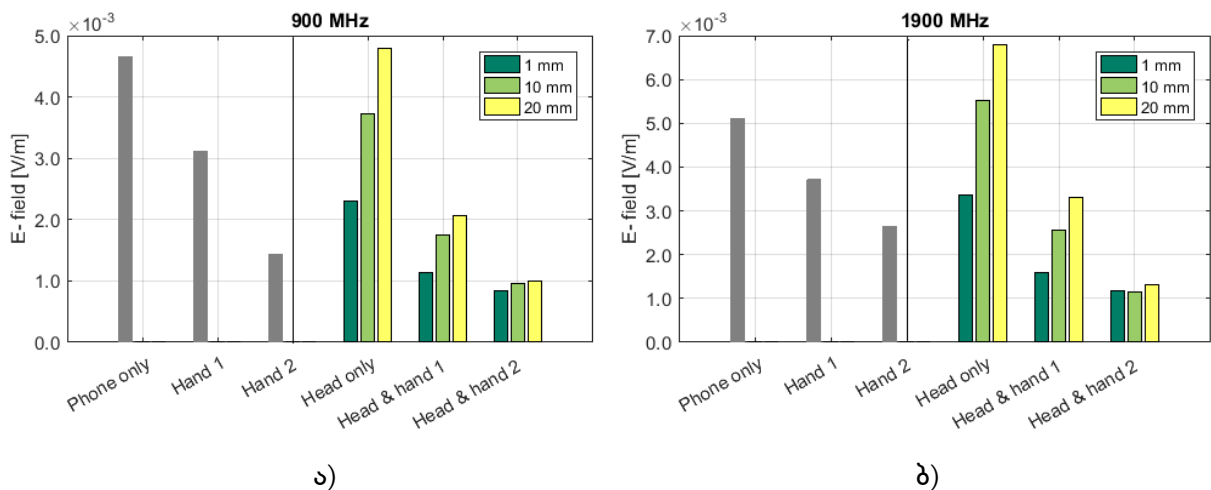 900 MHz
×10⁻³
5.0
4.0
3.0
2.0
1.0
0.0
E- field [V/m]
1 mm
10 mm
20 mm
Phone only
Hand 1
Hand 2
Head only
Head & hand 1
Head & hand 2
ა)
1900 MHz
×10⁻³
7.0
6.0
5.0
4.0
3.0
2.0
1.0
0.0
E- field [V/m]
1 mm
10 mm
20 mm
Phone only
Hand 1
Hand 2
Head only
Head & hand 1
Head & hand 2
ბ)